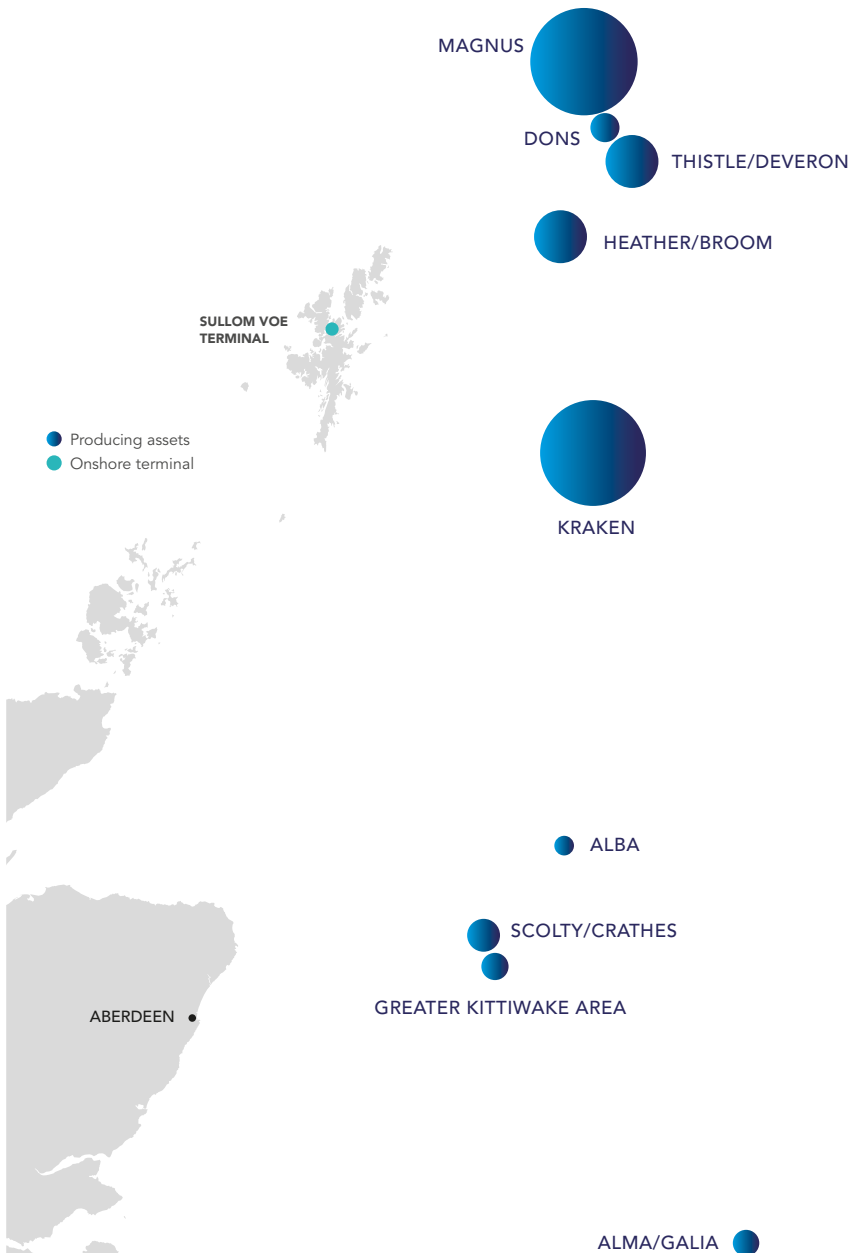 MAGNUS
DONS
THISTLE/DEVERON
HEATHER/BROOM
SULLOM VOE
TERMINAL
Producing assets
Onshore terminal
KRAKEN
ALBA
SCOLTY/CRATHES
GREATER KITTIWAKE AREA
ABERDEEN
ALMA/GALIA